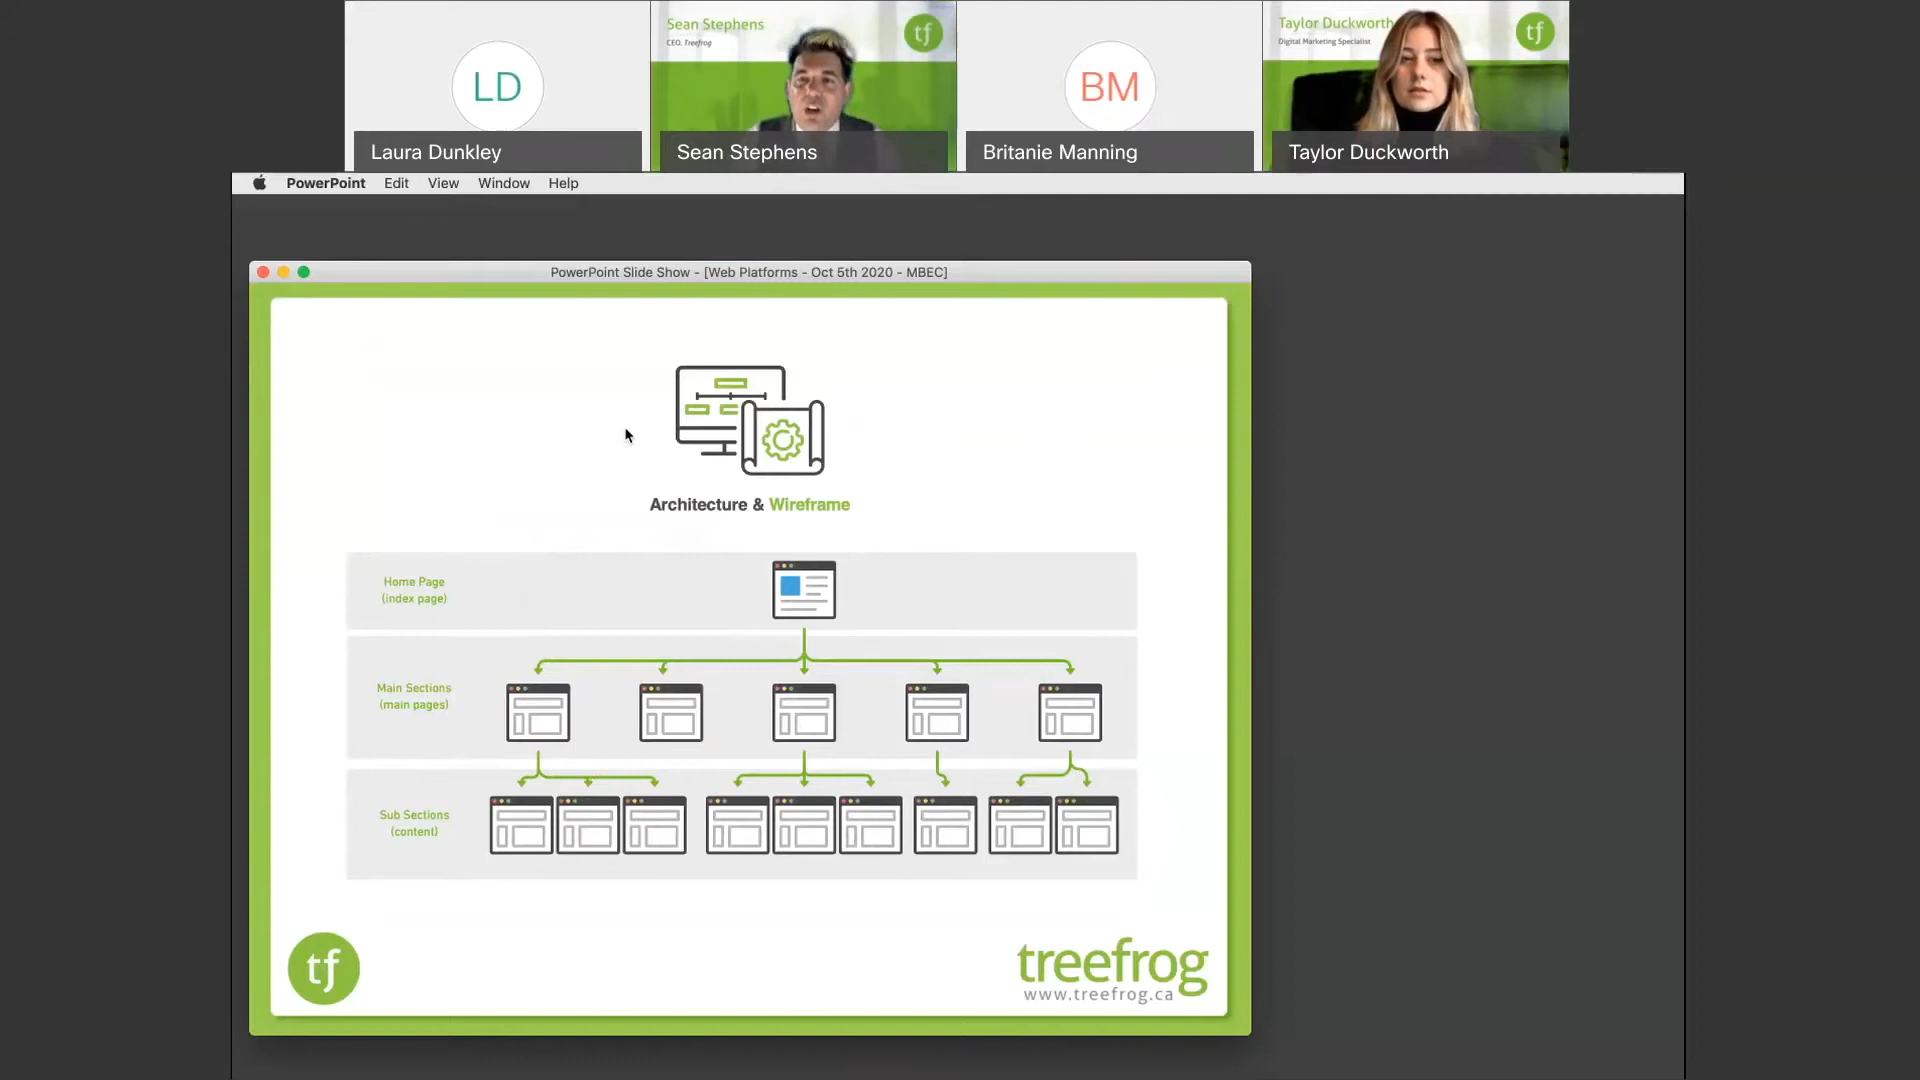 Sean Stephens
CEO, Treefrog
tf
Taylor Duckworth
Digital Marketing Specialist
tf
LD
BM
Laura Dunkley
Sean Stephens
Britanie Manning
Taylor Duckworth
PowerPoint Edit View Window Help
PowerPoint Slide Show - [Web Platforms - Oct 5th 2020 - MBEC]
Architecture & Wireframe
Home Page
(index page)
Main Sections
(main pages)
Sub Sections
(content)
tf
treefrog
www.treefrog.ca